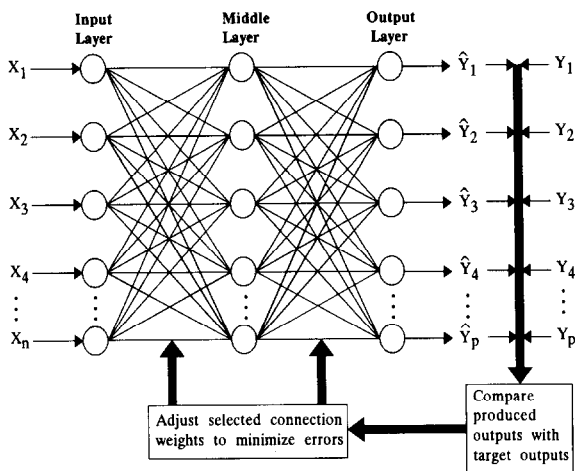 Input Layer
Middle Layer
Output Layer
X1 Ŷ1 Y1
X2 Ŷ2 Y2
X3 Ŷ3 Y3
X4 Ŷ4 Y4
Xn Ŷp Yp
Adjust selected connection
weights to minimize errors
Compare
produced
outputs with
target outputs